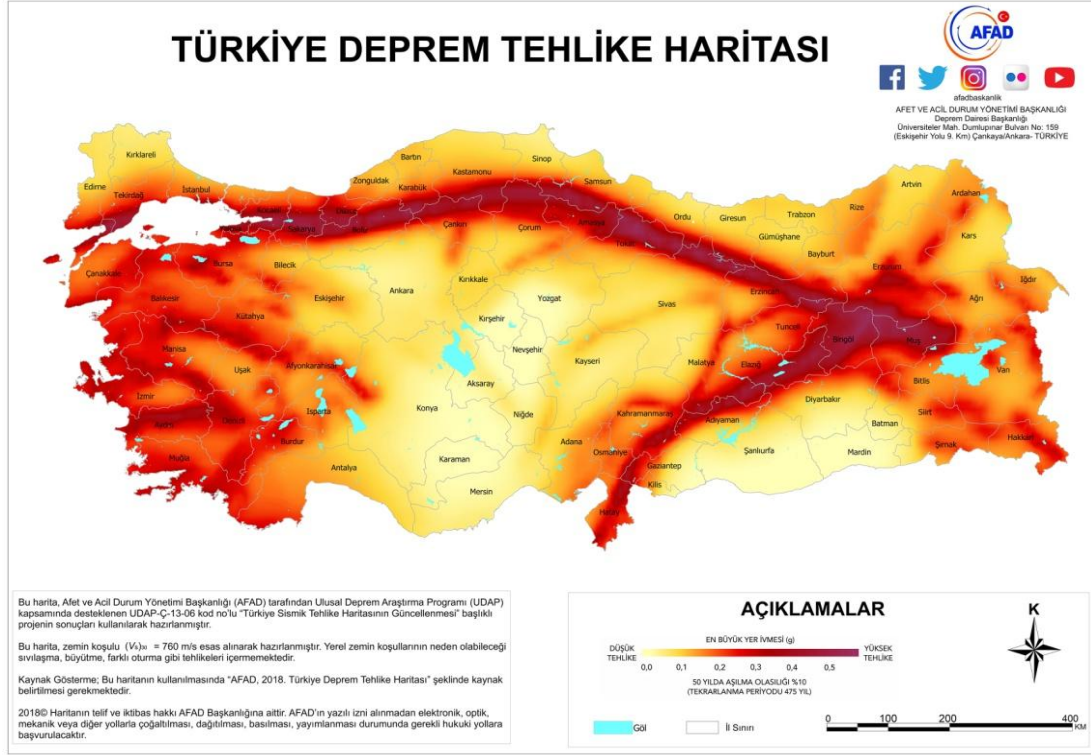 TÜRKİYE DEPREM TEHLİKE HARİTASI
AFAD
afadbaskanlik
AFET VE ACİL DURUM YÖNETİMİ BAŞKANLIĞI
Deprem Dairesi Başkanlığı
Üniversiteler Mah. Dumlupınar Bulvarı No: 159
(Eskişehir Yolu 9. Km) Çankaya/Ankara- TÜRKİYE
Kırklareli
Edirne
Tekirdağ
İstanbul
Zonguldak
Bartın
Karabük
Kastamonu
Sinop
Samsun
Ordu
Giresun
Trabzon
Rize
Artvin
Ardahan
Kars
Gümüşhane
Bayburt
Erzurum
Iğdır
Ağrı
Sakarya
Bolu
Çankırı
Çorum
Amasya
Tokat
Çanakkale
Bursa
Bilecik
Balıkesir
Eskişehir
Ankara
Kırıkkale
Yozgat
Sivas
Erzincan
Kütahya
Kırşehir
Tunceli
Bingöl
Muş
Manisa
Uşak
Afyonkarahisar
Nevşehir
Kayseri
Malatya
Elazığ
Bitlis
Van
İzmir
Aksaray
Konya
Niğde
Kahramanmaraş
Adıyaman
Diyarbakır
Batman
Siirt
Aydın
Denizli
Isparta
Burdur
Muğla
Antalya
Karaman
Mersin
Adana
Osmaniye
Gaziantep
Kilis
Hatay
Şanlıurfa
Mardin
Şırnak
Hakkari
Bu harita, Afet ve Acil Durum Yönetimi Başkanlığı (AFAD) tarafından Ulusal Deprem Araştırma Programı (UDAP)
kapsamında desteklenen UDAP-Ç-13-06 kod no'lu "Türkiye Sismik Tehlike Haritasının Güncellenmesi" başlıklı
projenin sonuçları kullanılarak hazırlanmıştır.
Bu harita, zemin koşulu (Vs)30 = 760 m/s esas alınarak hazırlanmıştır. Yerel zemin koşullarının neden olabileceği
sıvılaşma, büyütme, farklı oturma gibi tehlikeleri içermemektedir.
Kaynak Gösterme; Bu haritanın kullanılmasında "AFAD, 2018. Türkiye Deprem Tehlike Haritası" şeklinde kaynak
belirtilmesi gerekmektedir.
2018© Haritanın telif ve iktibas hakkı AFAD Başkanlığına aittir. AFAD'ın yazılı izni alınmadan elektronik, optik,
mekanik veya diğer yollarla çoğaltılması, dağıtılması, basılması, yayımlanması durumunda gerekli hukuki yollara
başvurulacaktır.
AÇIKLAMALAR
EN BÜYÜK YER İVMESİ (g)
DÜŞÜK TEHLİKE
YÜKSEK TEHLİKE
0,0 0,1 0,2 0,3 0,4 0,5
50 YILDA AŞILMA OLASILIĞI %10
(TEKRARLANMA PERİYODU 475 YIL)
Göl
İl Sınırı
K
0 100 200 400
KM